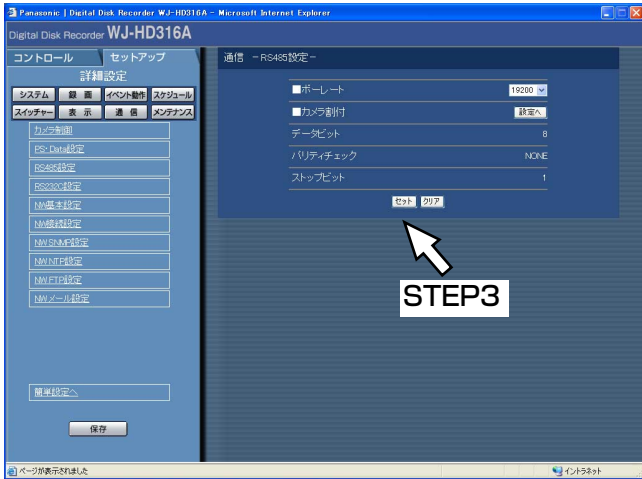 Panasonic | Digital Disk Recorder WJ-HD316A - Microsoft Internet Explorer
Digital Disk Recorder WJ-HD316A
コントロール セットアップ
詳細設定
システム 録 画 イベント動作 スケジュール
スイッチャー 表 示 通 信 メンテナンス
カメラ制御
PS・Data設定
RS485設定
RS232C設定
NW基本設定
NW接続設定
NW SNMP設定
NW NTP設定
NW FTP設定
NW メール設定
簡単設定へ
保存
通信 －RS485設定－
■ボーレート 19200
■カメラ割付 設定へ
データビット 8
パリティチェック NONE
ストップビット 1
セット クリア
STEP3
ページが表示されました イントラネット